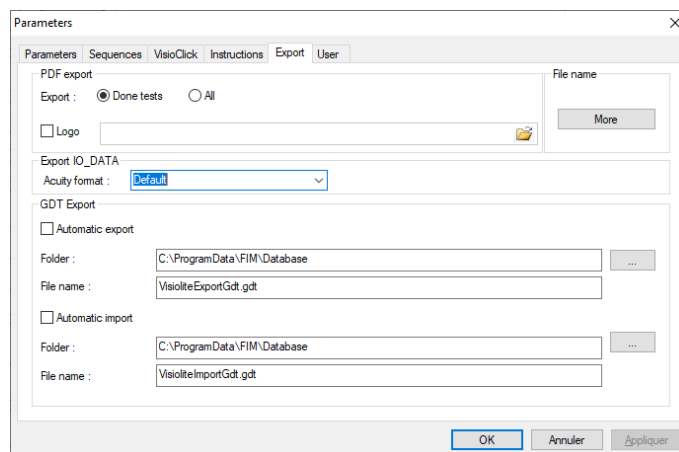 Parameters
Parameters Sequences VisioClick Instructions Export User
PDF export
File name
Export : Done tests All
More
Logo
Export IO_DATA
Acuity format : Default
GDT Export
Automatic export
Folder : C:\ProgramData\FIM\Database ...
File name : VisioliteExportGdt.gdt
Automatic import
Folder : C:\ProgramData\FIM\Database ...
File name : VisioliteImportGdt.gdt
OK Annuler Appliquer